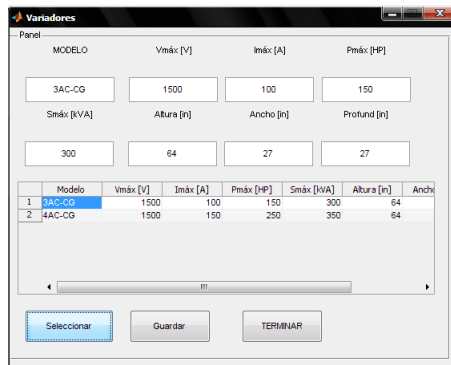 Variadores
Panel
MODELO Vmáx [V] Imáx [A] Pmáx [HP]
3AC-CG 1500 100 150
Smáx [kVA] Altura [in] Ancho [in] Profund [in]
300 64 27 27
Modelo Vmáx [V] Imáx [A] Pmáx [HP] Smáx [kVA] Altura [in] Ancho
1 3AC-CG 1500 100 150 300 64
2 4AC-CG 1500 150 250 350 64
Seleccionar Guardar TERMINAR